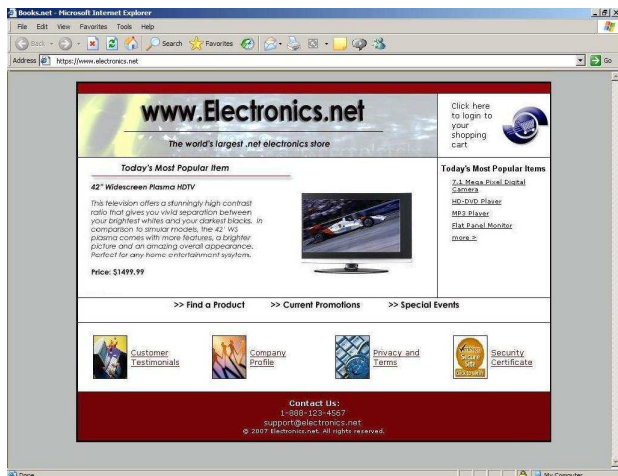 Books.net - Microsoft Internet Explorer
File Edit View Favorites Tools Help
Back Search Favorites
Address https://www.electronics.net Go
www.Electronics.net
The world's largest .net electronics store
Click here
to login to
your
shopping
cart
Today's Most Popular Item
42" Widescreen Plasma HDTV
This television offers a stunningly high contrast
ratio that gives you vivid separation between
your brightest whites and your darkest blacks. In
comparison to simular models, the 42' WS
plasma comes with more features, a brighter
picture and an amazing overall appearance.
Perfect for any home entertainment system.
Price: $1499.99
Today's Most Popular Items
7.1 Mega Pixel Digital
Camera
HD-DVD Player
MP3 Player
Flat Panel Monitor
more >
>> Find a Product >> Current Promotions >> Special Events
Customer
Testimonials
Company
Profile
Privacy and
Terms
Secure
Site
Click to verify
Security
Certificate
Contact Us:
1-888-123-4567
support@electronics.net
© 2007 Electronics.net. All rights reserved.
Done My Computer